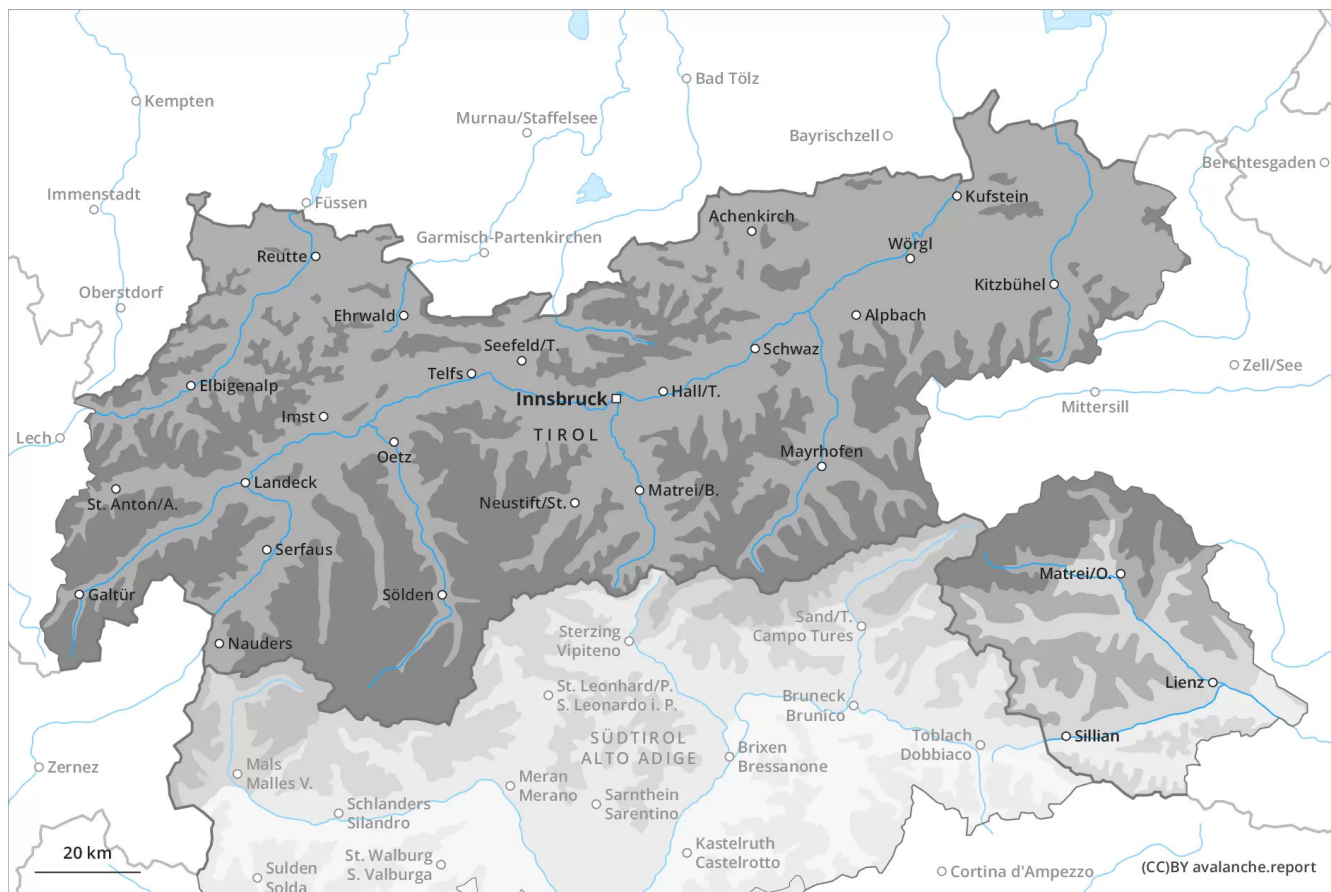 Bad Tölz
Kempten
Murnau/Staffelsee
Bayrischzell
Berchtesgaden
Immenstadt
Füssen
Kufstein
Achenkirch
Garmisch-Partenkirchen
Wörgl
Reutte
Kitzbühel
Oberstdorf
Ehrwald
Alpbach
Seefeld/T.
Schwaz
Zell/See
Telfs
Elbigenalp
Hall/T.
Innsbruck
Mittersill
Imst
Lech
TIROL
Oetz
Mayrhofen
Landeck
Matrei/B.
St. Anton/A.
Neustift/St.
Serfaus
Matrei/O.
Galtür
Sölden
Sand/T.
Campo Tures
Sterzing
Vipiteno
Nauders
Lienz
St. Leonhard/P.
S. Leonardo i. P.
Bruneck
Brunico
Sillian
SÜDTIROL
ALTO ADIGE
Toblach
Dobbiaco
Brixen
Bressanone
Zernez
Mals
Malles V.
Meran
Merano
Sarnthein
Sarentino
Schlanders
Silandro
Kastelruth
Castelrotto
20 km
St. Walburg
S. Valburga
Sulden
Solda
Cortina d'Ampezzo
(CC)BY avalanche.report